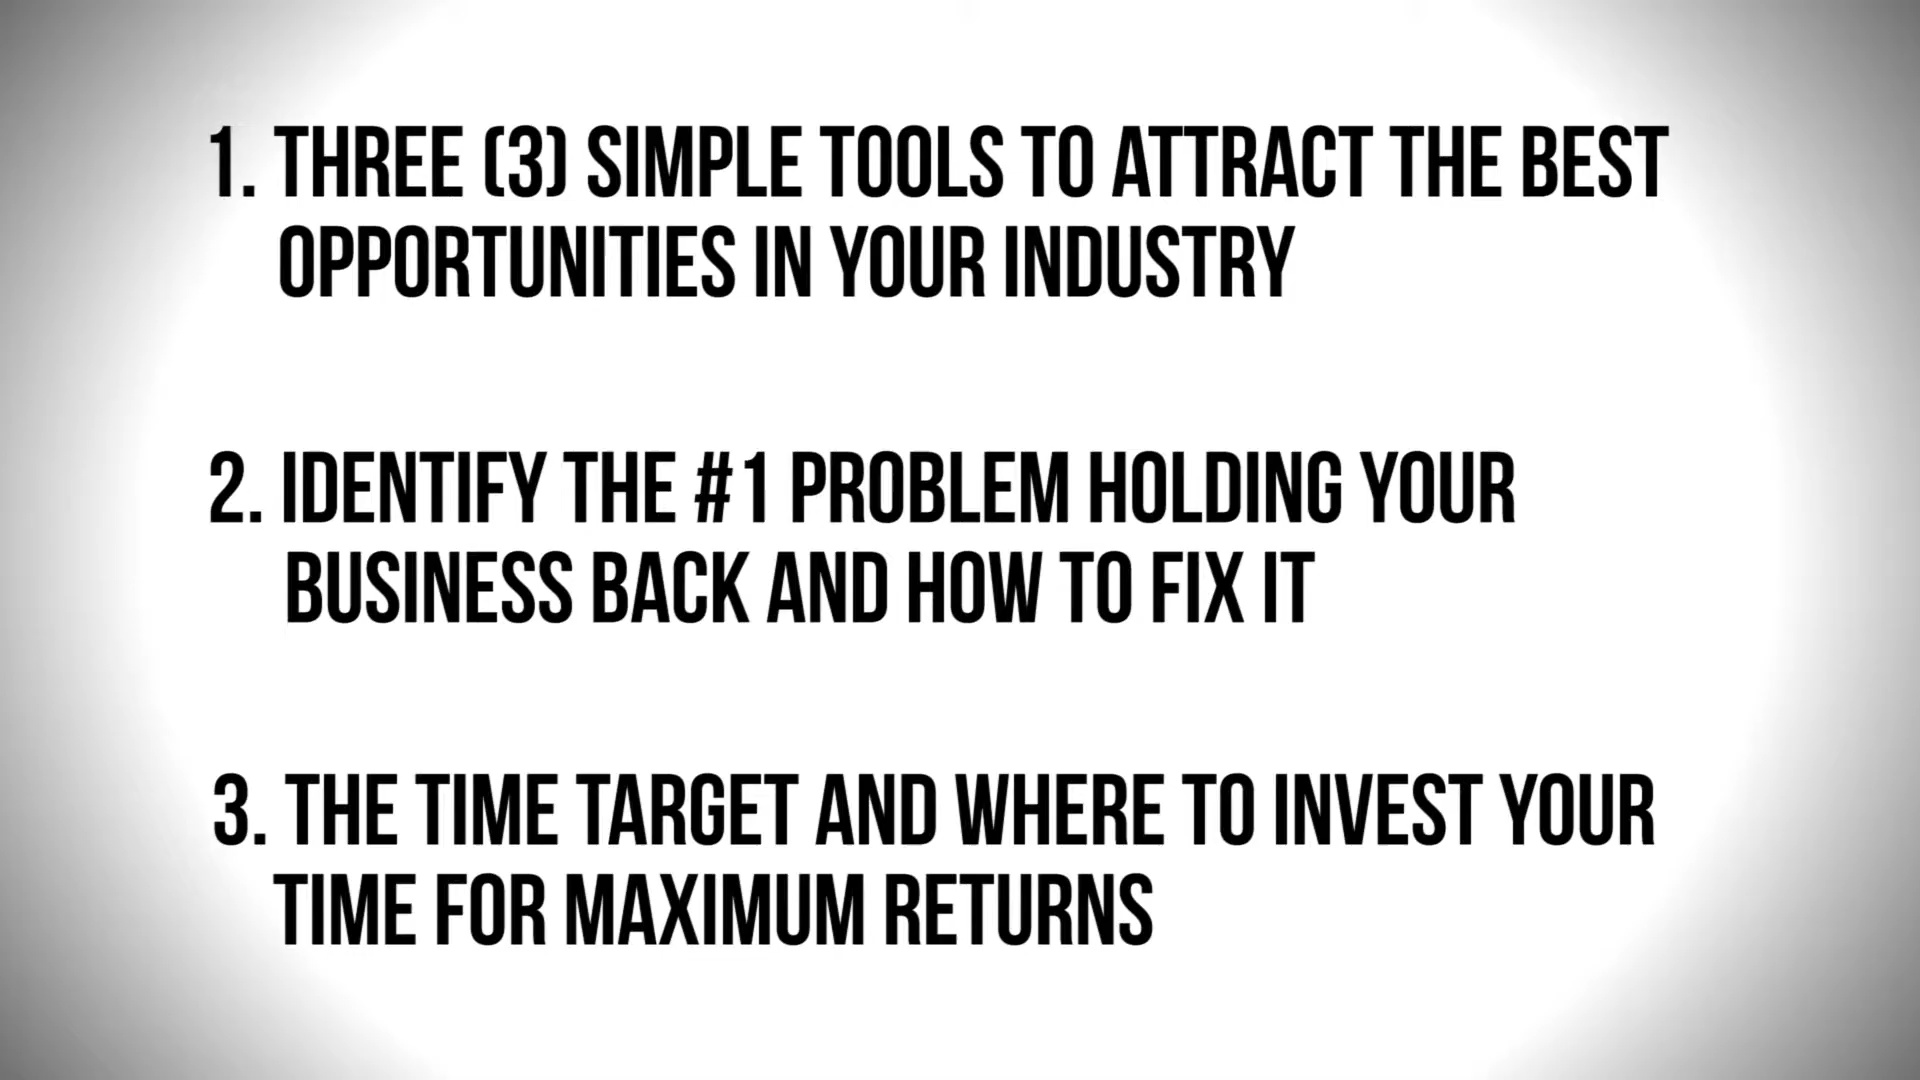 1. THREE (3) SIMPLE TOOLS TO ATTRACT THE BEST
OPPORTUNITIES IN YOUR INDUSTRY
2. IDENTIFY THE #1 PROBLEM HOLDING YOUR
BUSINESS BACK AND HOW TO FIX IT
3. THE TIME TARGET AND WHERE TO INVEST YOUR
TIME FOR MAXIMUM RETURNS